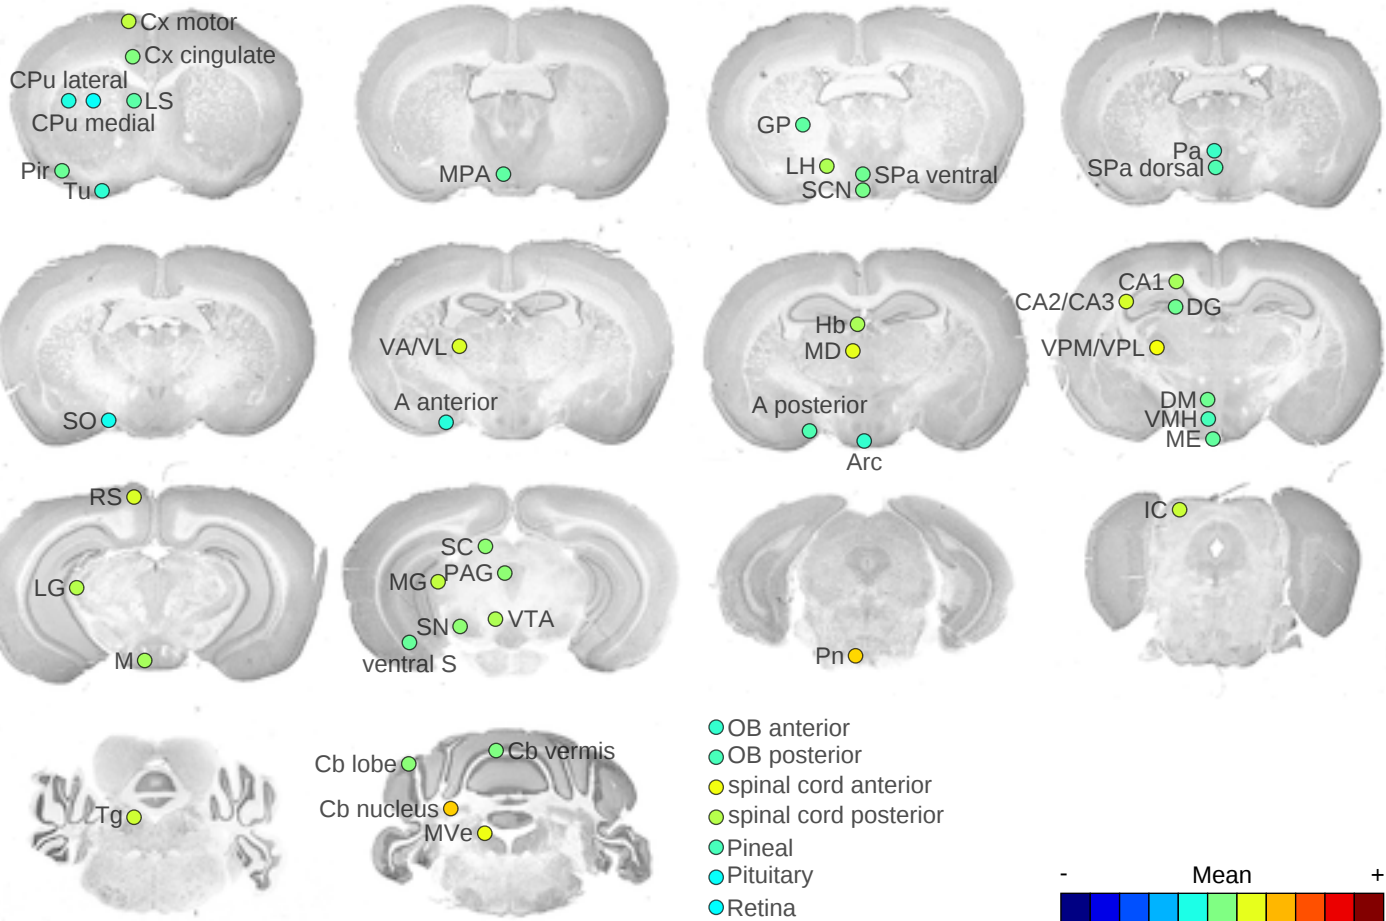 Cx motor
Cx cingulate
CPu lateral
LS
CPu medial
Pir
Tu
MPA
GP
LH
SPa ventral
SCN
Pa
SPa dorsal
SO
VA/VL
A anterior
Hb
MD
A posterior
Arc
CA1
CA2/CA3
DG
VPM/VPL
DM
VMH
ME
RS
LG
M
SC
PAG
MG
VTA
SN
ventral S
Pn
IC
Tg
Cb vermis
Cb lobe
Cb nucleus
MVe
OB anterior
OB posterior
spinal cord anterior
spinal cord posterior
Pineal
Pituitary
Retina
- Mean +